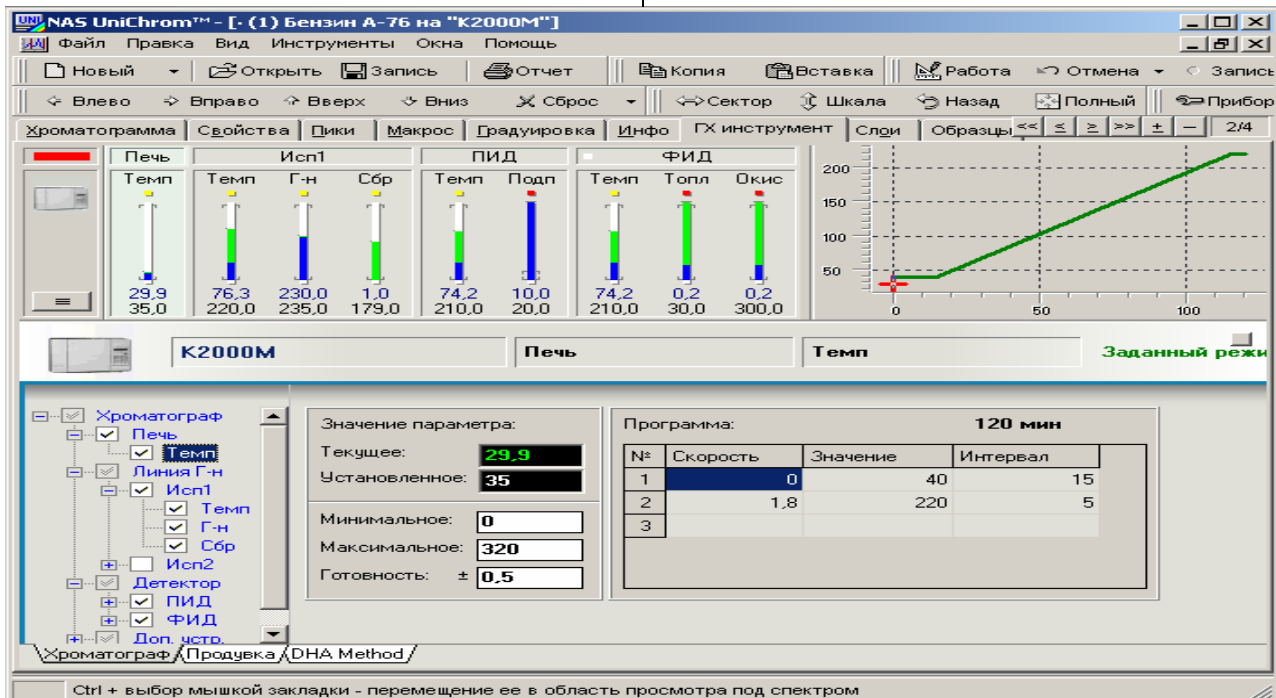 NAS UniChrom™ - [· (1) Бензин А-76 на "К2000М"]
Файл Правка Вид Инструменты Окна Помощь
Новый Открыть Запись Отчет Копия Вставка Работа Отмена Запись
Влево Вправо Вверх Вниз Сброс Сектор Шкала Назад Полный Прибор
Хроматограмма Свойства Пики Макрос Градуировка Инфо ГХ инструмент Слои Образцы << ≤ ≥ >> ± — 2/4
Печь Исп1 ПИД ФИД
Темп Темп Г-н Сбр Темп Подп Темп Топл Окис
29,9 76,3 230,0 1,0 74,2 10,0 74,2 0,2 0,2
35,0 220,0 235,0 179,0 210,0 20,0 210,0 30,0 300,0
200
150
100
50
0 50 100
К2000М Печь Темп Заданный режи
Хроматограф
Печь
Темп
Линия Г-н
Исп1
Темп
Г-н
Сбр
Исп2
Детектор
ПИД
ФИД
Доп. устр.
Значение параметра:
Текущее: 29,9
Установленное: 35
Минимальное: 0
Максимальное: 320
Готовность: ± 0,5
Программа: 120 мин
№ Скорость Значение Интервал
1 0 40 15
2 1,8 220 5
3
Хроматограф Продувка DHA Method
Ctrl + выбор мышкой закладки - перемещение ее в область просмотра под спектром